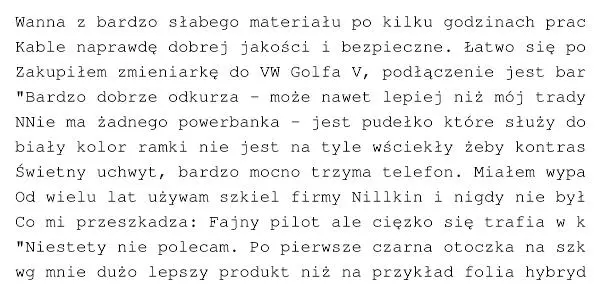 Wanna z bardzo słabego materiału po kilku godzinach prac
Kable naprawdę dobrej jakości i bezpieczne. Łatwo się po
Zakupiłem zmieniarkę do VW Golfa V, podłączenie jest bar
"Bardzo dobrze odkurza - może nawet lepiej niż mój trady
NNie ma żadnego powerbanka - jest pudełko które służy do
biały kolor ramki nie jest na tyle wściekły żeby kontras
Świetny uchwyt, bardzo mocno trzyma telefon. Miałem wypa
Od wielu lat używam szkieł firmy Nillkin i nigdy nie był
Co mi przeszkadza: Fajny pilot ale ciężko się trafia w k
"Niestety nie polecam. Po pierwsze czarna otoczka na szk
wg mnie dużo lepszy produkt niż na przykład folia hybryd